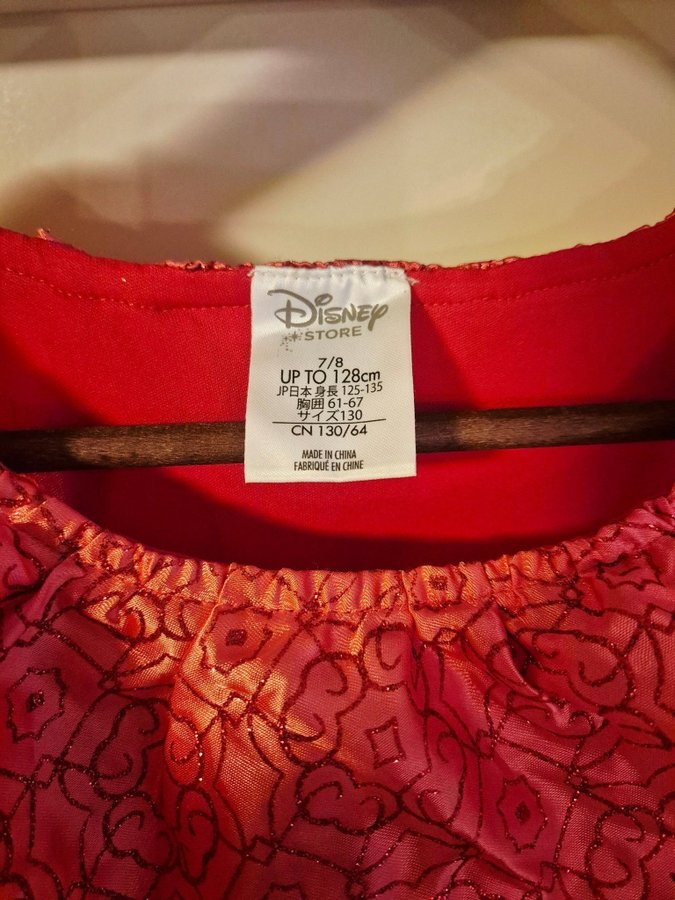 Disney
STORE
7/8
UP TO 128cm
JP日本 身長 125-135
胸囲 61-67
サイズ130
CN 130/64
MADE IN CHINA
FABRIQUÉ EN CHINE